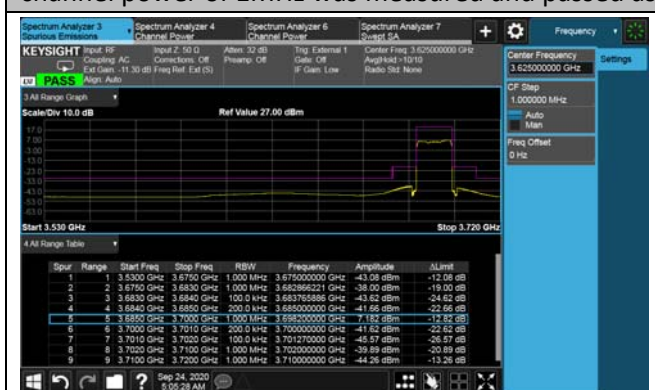 channel power of LMHz was measured and passed as
Spectrum Analyzer 3
Spurious Emissions
Spectrum Analyzer 4
Channel Power
Spectrum Analyzer 6
Channel Power
Spectrum Analyzer 7
Swept SA
+
Frequency
KEYSIGHT Input: RF
Coupling: AC
Ext Gain: -11.30 dB
Align: Auto
Input Z: 50 Ω
Corrections: Off
Freq Ref: Ext (S)
Atten: 32 dB
Preamp: Off
Trig: External 1
Gate: Off
IF Gain: Low
Center Freq: 3.625000000 GHz
Avg|Hold:>10/10
Radio Std: None
LU PASS
Center Frequency
3.625000000 GHz
Settings
CF Step
1.000000 MHz
Auto
Man
Freq Offset
0 Hz
3 All Range Graph
Scale/Div 10.0 dB
Ref Value 27.00 dBm
17.0
7.00
-3.00
-13.0
-23.0
-33.0
-43.0
-53.0
-63.0
Start 3.530 GHz
Stop 3.720 GHz
4 All Range Table
Spur Range Start Freq Stop Freq RBW Frequency Amplitude ΔLimit
1 1 3.5300 GHz 3.6750 GHz 1.000 MHz 3.675000000 GHz -43.08 dBm -12.08 dB
2 2 3.6750 GHz 3.6830 GHz 1.000 MHz 3.682866221 GHz -38.00 dBm -19.00 dB
3 3 3.6830 GHz 3.6840 GHz 100.0 kHz 3.683765886 GHz -43.62 dBm -24.62 dB
4 4 3.6840 GHz 3.6850 GHz 200.0 kHz 3.685000000 GHz -41.66 dBm -22.66 dB
5 5 3.6850 GHz 3.7000 GHz 1.000 MHz 3.698200000 GHz 7.182 dBm -12.82 dB
6 6 3.7000 GHz 3.7010 GHz 200.0 kHz 3.700000000 GHz -41.62 dBm -22.62 dB
7 7 3.7010 GHz 3.7020 GHz 100.0 kHz 3.701270000 GHz -45.57 dBm -26.57 dB
8 8 3.7020 GHz 3.7100 GHz 1.000 MHz 3.702000000 GHz -39.89 dBm -20.89 dB
9 9 3.7100 GHz 3.7200 GHz 1.000 MHz 3.710000000 GHz -44.26 dBm -13.26 dB
?
Sep 24, 2020
5:05:28 AM